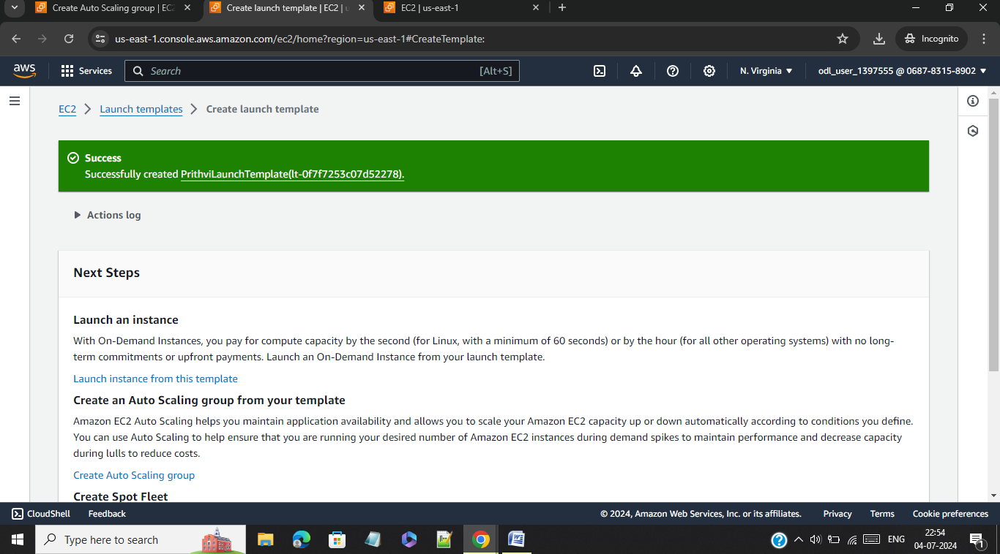 Create Auto Scaling group | EC2
Create launch template | EC2 | u
EC2 | us-east-1
us-east-1.console.aws.amazon.com/ec2/home?region=us-east-1#CreateTemplate:
Incognito
aws
Services
Search
[Alt+S]
N. Virginia
odl_user_1397555 @ 0687-8315-8902
EC2
Launch templates
Create launch template
Success
Successfully created PrithviLaunchTemplate(lt-0f7f7253c07d52278).
Actions log
Next Steps
Launch an instance
With On-Demand Instances, you pay for compute capacity by the second (for Linux, with a minimum of 60 seconds) or by the hour (for all other operating systems) with no long-
term commitments or upfront payments. Launch an On-Demand Instance from your launch template.
Launch instance from this template
Create an Auto Scaling group from your template
Amazon EC2 Auto Scaling helps you maintain application availability and allows you to scale your Amazon EC2 capacity up or down automatically according to conditions you define.
You can use Auto Scaling to help ensure that you are running your desired number of Amazon EC2 instances during demand spikes to maintain performance and decrease capacity
during lulls to reduce costs.
Create Auto Scaling group
Create Spot Fleet
CloudShell
Feedback
© 2024, Amazon Web Services, Inc. or its affiliates.
Privacy
Terms
Cookie preferences
Type here to search
ENG
22:54
04-07-2024
1